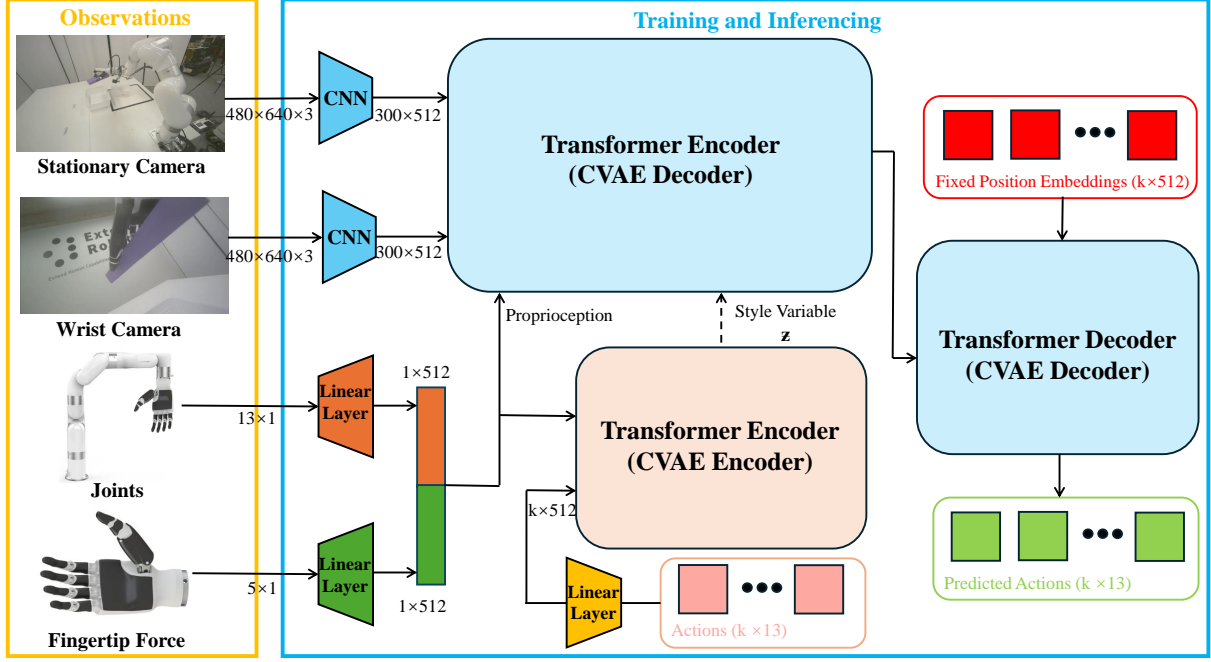 Observations
Training and Inferencing
Stationary Camera
480×640×3
CNN
300×512
Transformer Encoder
(CVAE Decoder)
Fixed Position Embeddings (k×512)
Wrist Camera
480×640×3
CNN
300×512
Proprioception
Style Variable
z
Transformer Decoder
(CVAE Decoder)
Joints
13×1
Linear
Layer
1×512
Transformer Encoder
(CVAE Encoder)
k×512
Fingertip Force
5×1
Linear
Layer
1×512
Linear
Layer
Actions (k ×13)
Predicted Actions (k ×13)